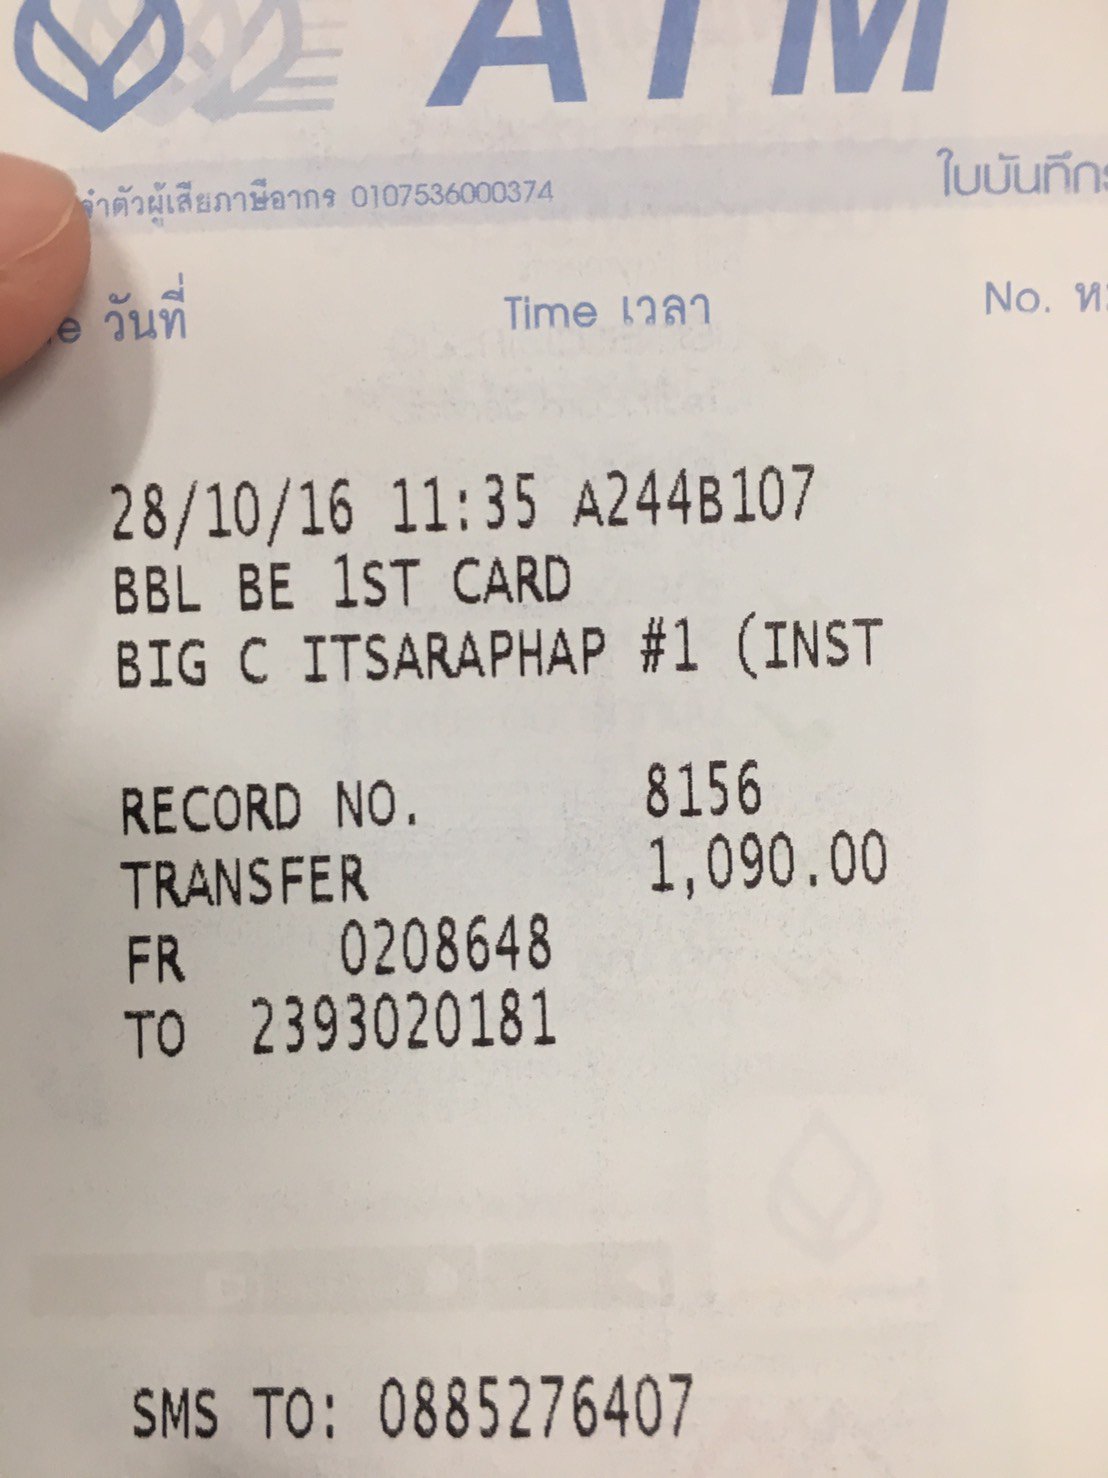 ATM
จำตัวผู้เสียภาษีอากร 0107536000374
ใบบันทึก
วันที่ Time เวลา No.
28/10/16 11:35 A244B107
BBL BE 1ST CARD
BIG C ITSARAPHAP #1 (INST
RECORD NO. 8156
TRANSFER 1,090.00
FR 0208648
TO 2393020181
SMS TO: 0885276407